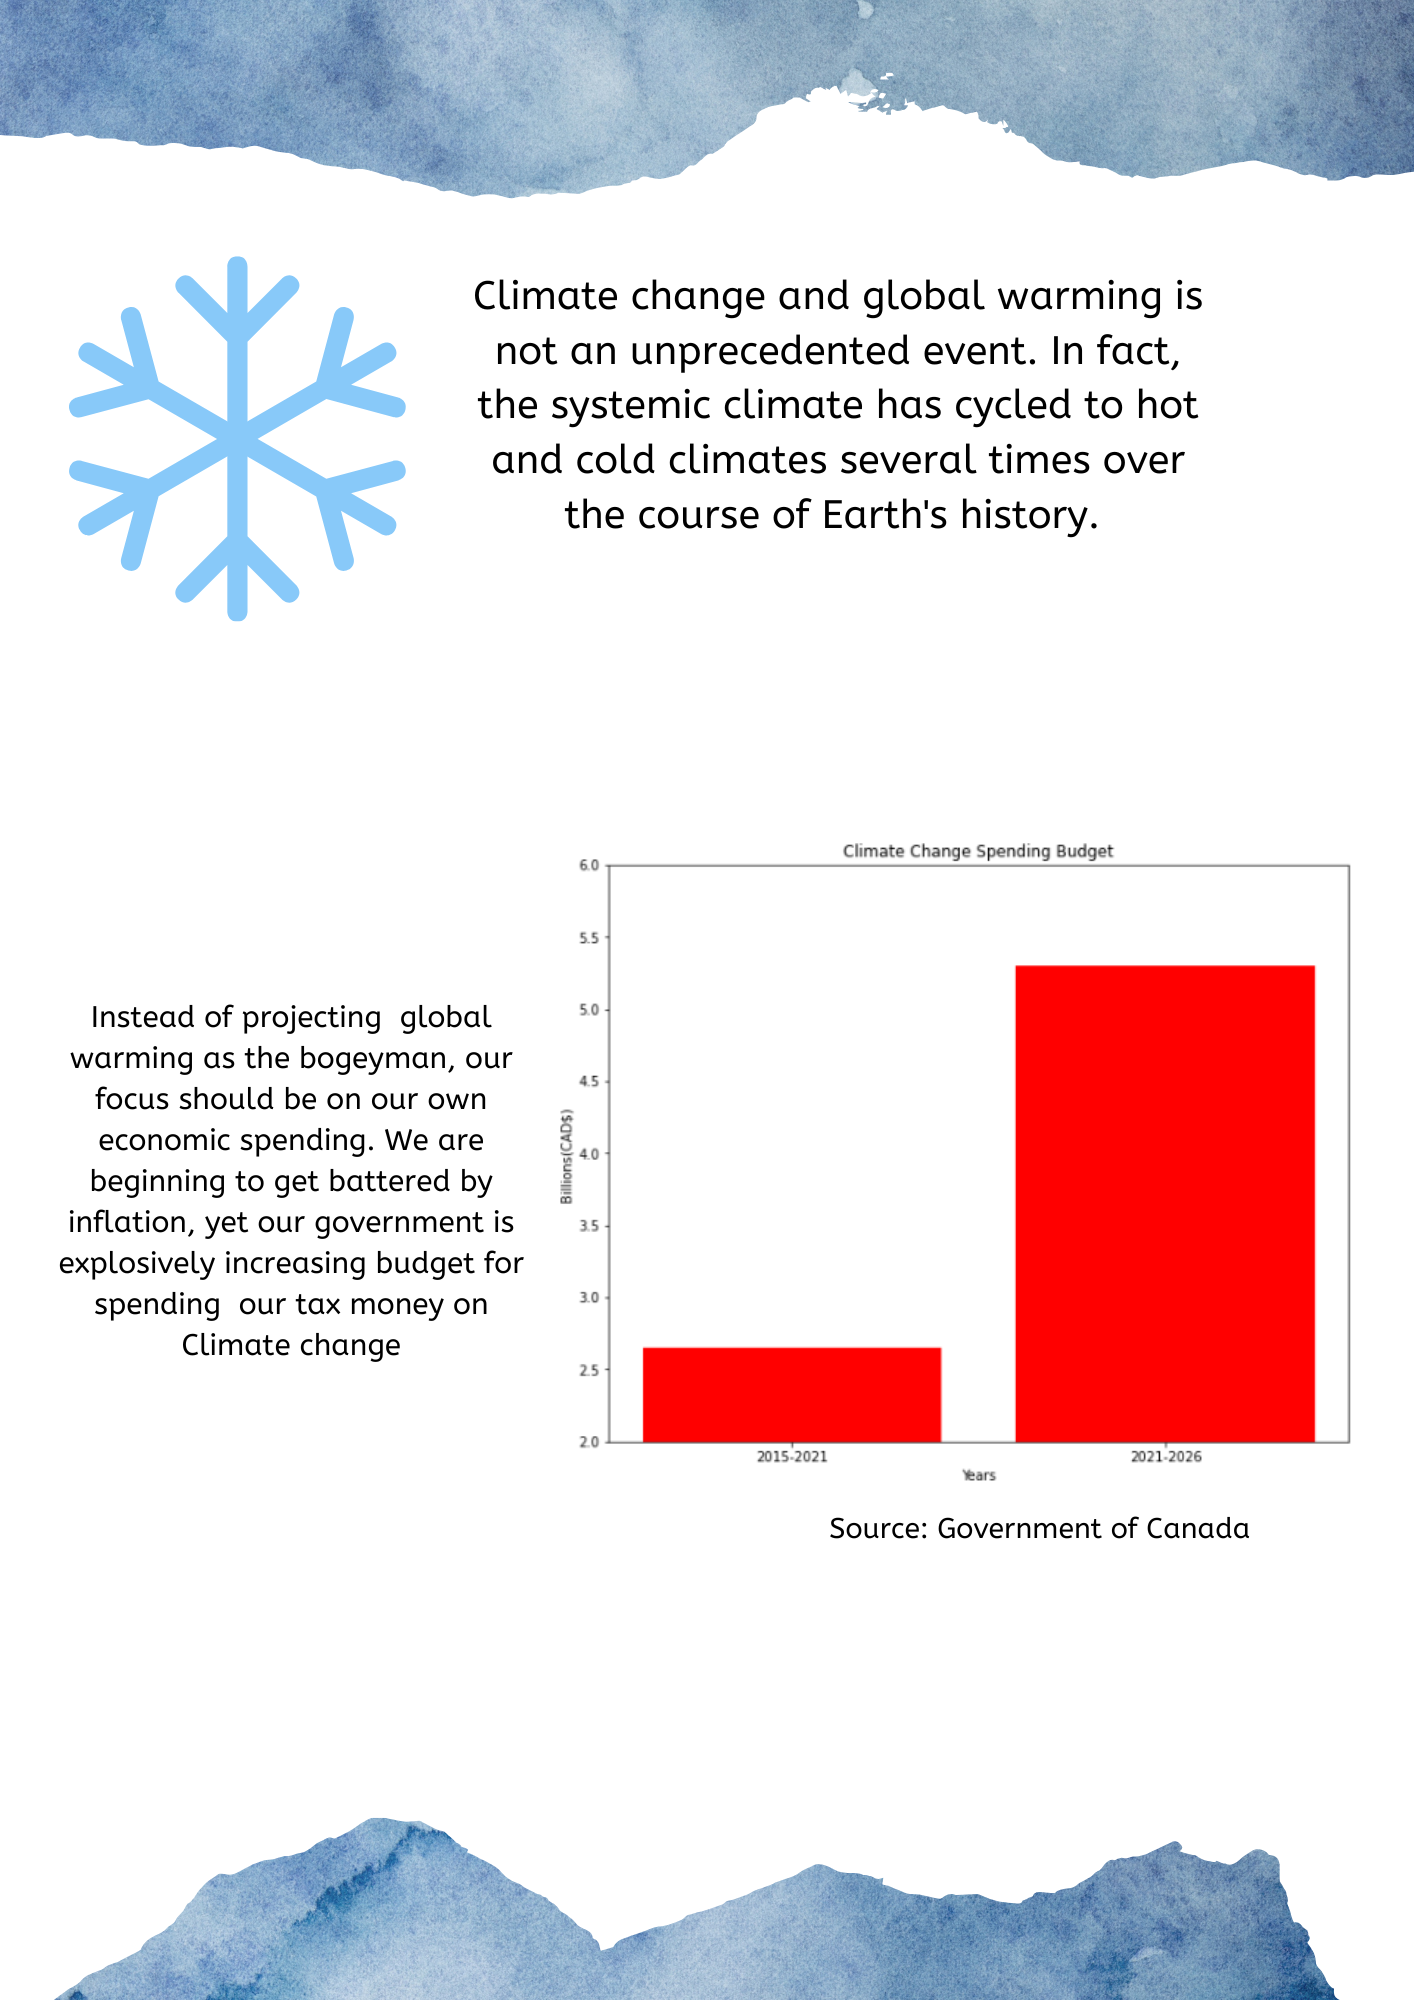 Climate change and global warming is
not an unprecedented event. In fact,
the systemic climate has cycled to hot
and cold climates several times over
the course of Earth's history.
Instead of projecting  global
warming as the bogeyman, our
focus should be on our own
economic spending. We are
beginning to get battered by
inflation, yet our government is
explosively increasing budget for
spending  our tax money on
Climate change
Climate Change Spending Budget
6.0
5.5
5.0
4.5
4.0
3.5
3.0
2.5
2.0
Billions(CAD$)
2015-2021
2021-2026
Years
Source: Government of Canada